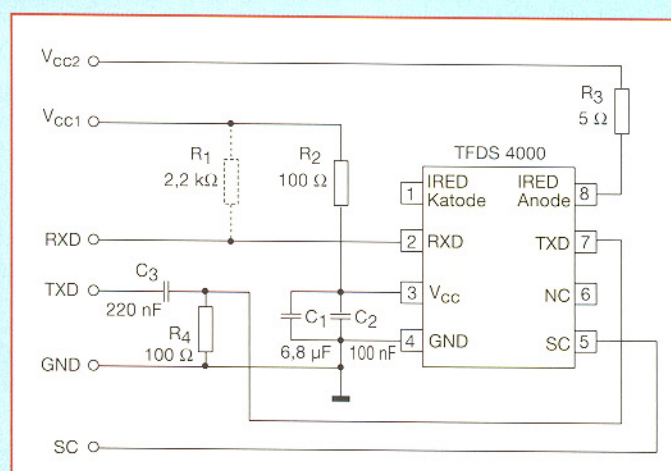 VCC2
R3
5 Ω
VCC1
R1
2,2 kΩ
R2
100 Ω
TFDS 4000
1
IRED
Katode
IRED
Anode
8
RXD
2
RXD
TXD
7
TXD
C3
220 nF
R4
100 Ω
C1
6,8 µF
C2
100 nF
3
VCC
NC
6
GND
4
GND
SC
5
SC